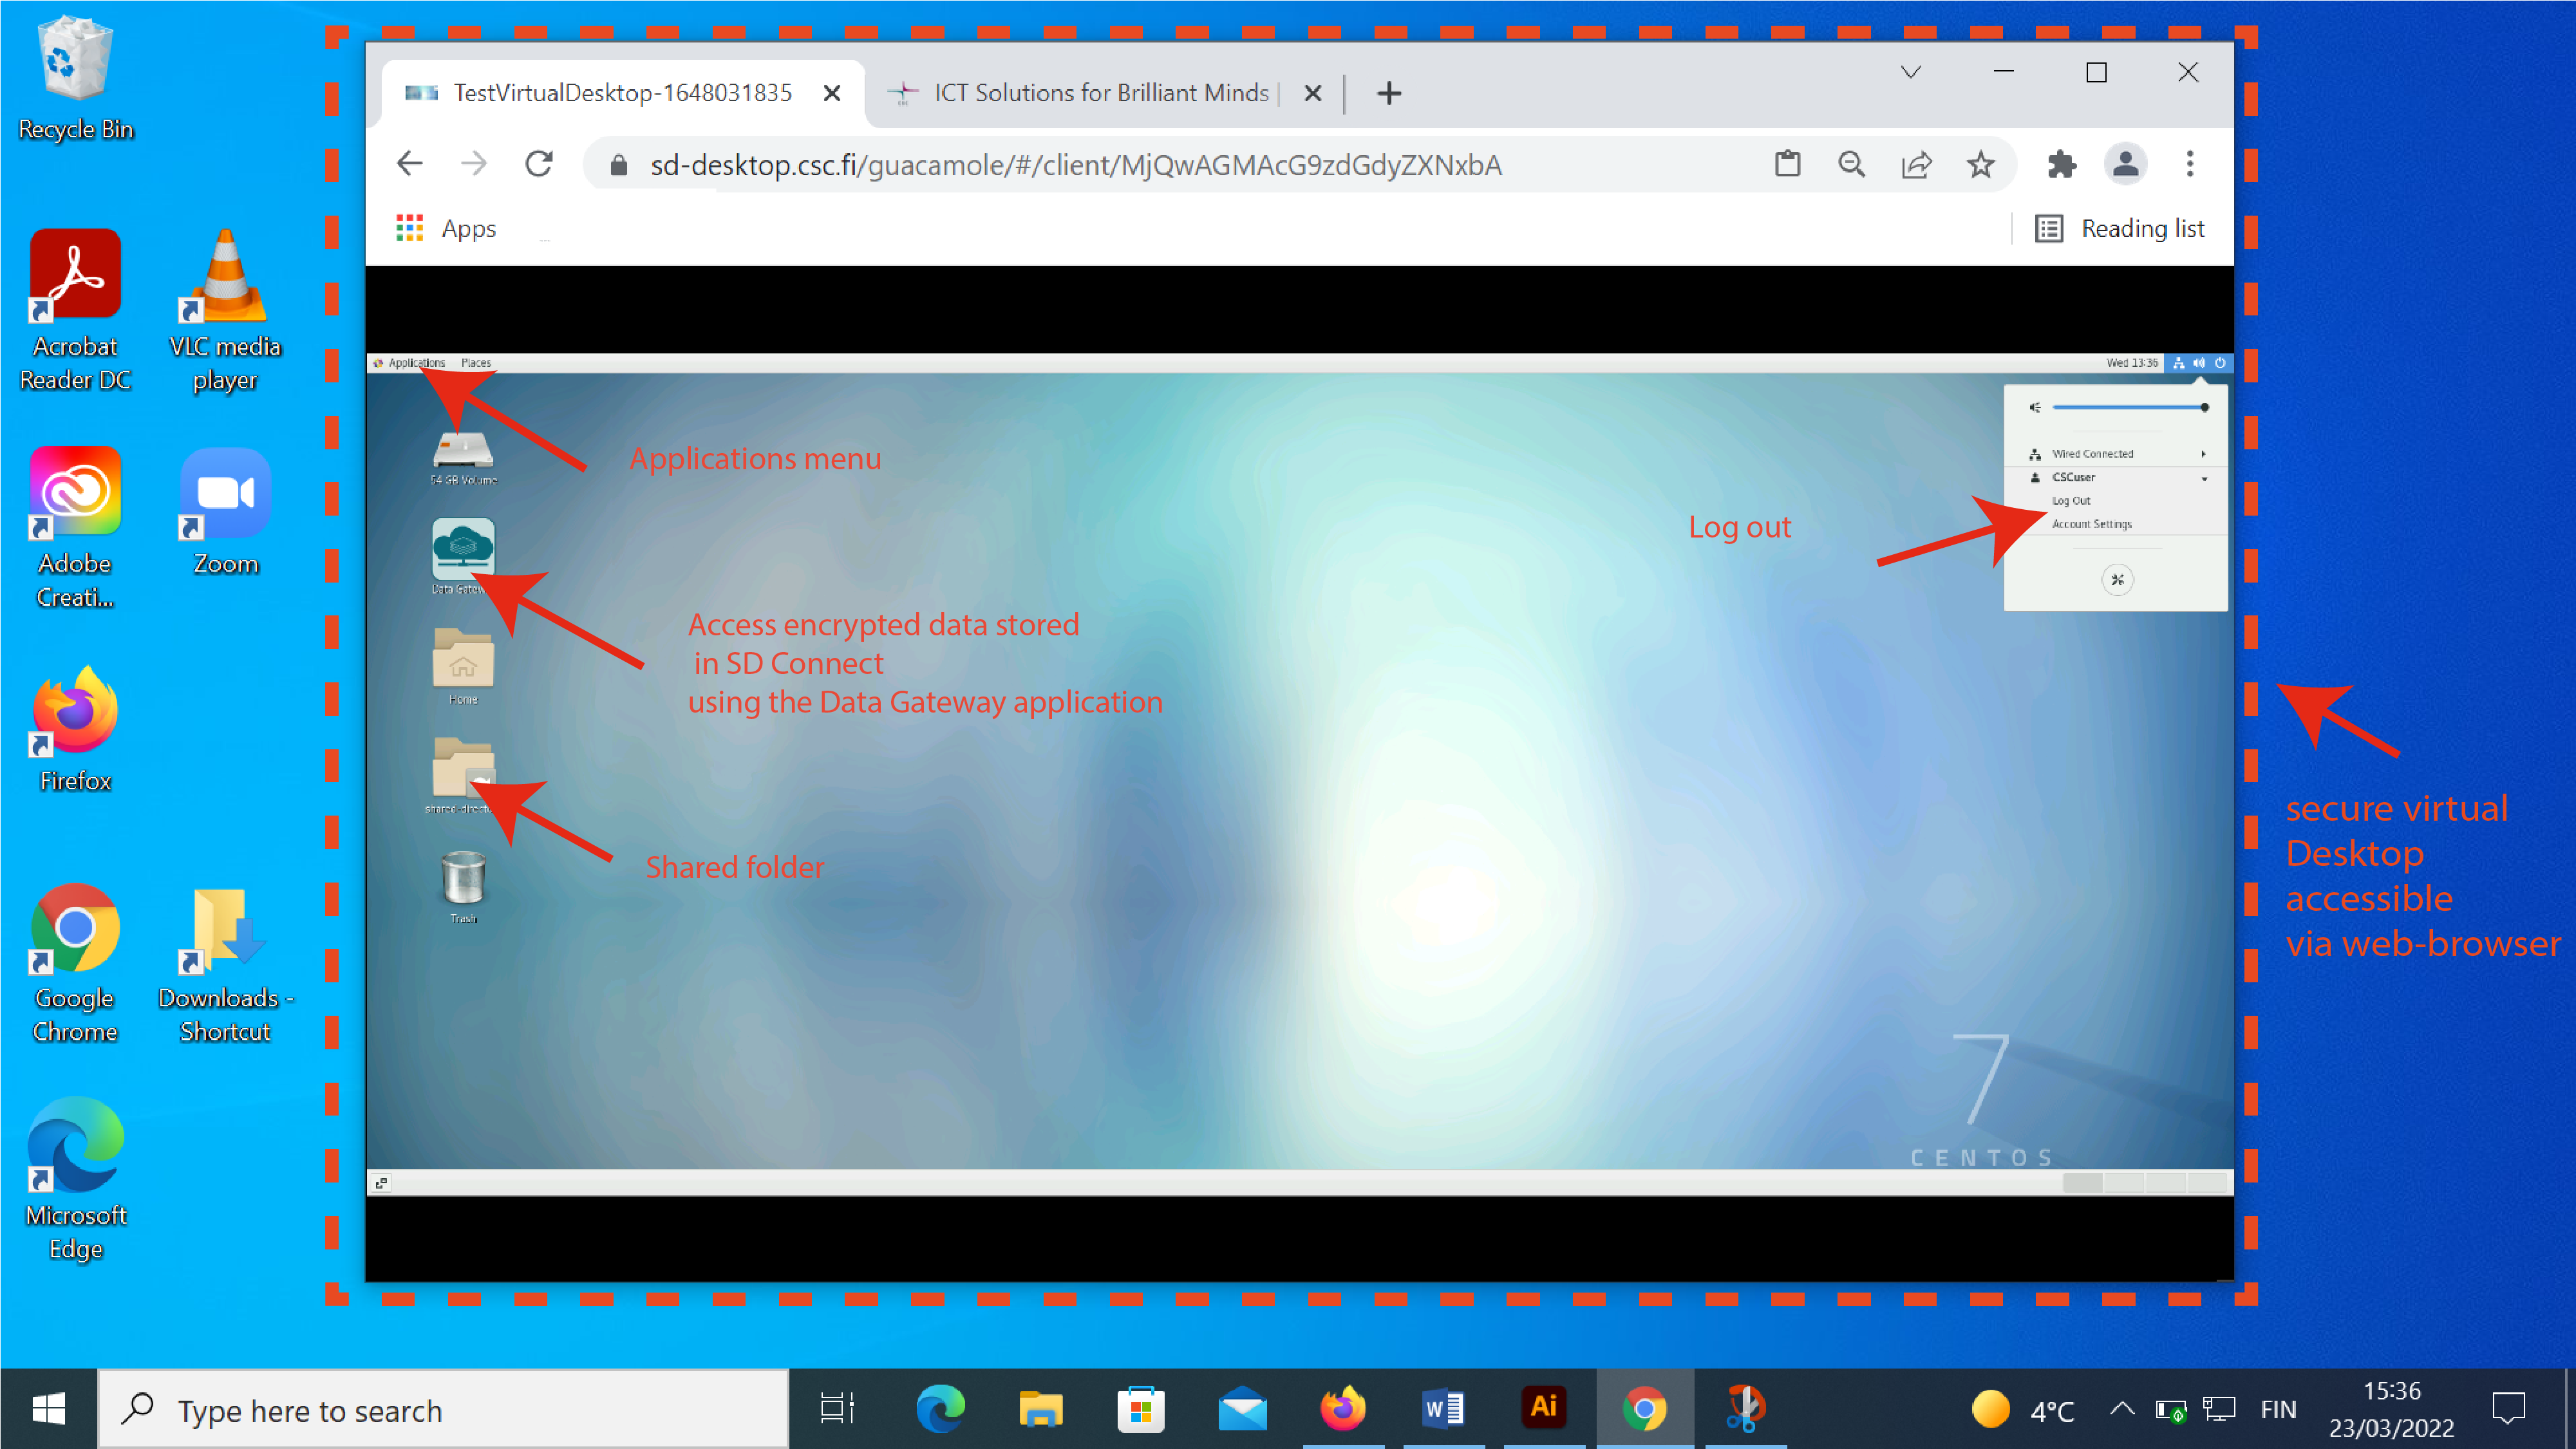 Recycle Bin
Acrobat
Reader DC
VLC media
player
Adobe
Creati...
Zoom
Firefox
Google
Chrome
Downloads -
Shortcut
Microsoft
Edge
TestVirtualDesktop-1648031835
ICT Solutions for Brilliant Minds |
sd-desktop.csc.fi/guacamole/#/client/MjQwAGMAcG9zdGdyZXNxbA
Apps
Reading list
Applications Places
Wed 13:36
54 GB Volume
Applications menu
Data Gatew
Access encrypted data stored
in SD Connect
using the Data Gateway application
Home
shared-direct
Shared folder
Trash
Wired Connected
CSCuser
Log Out
Account Settings
Log out
7
CENTOS
secure virtual
Desktop
accessible
via web-browser
Type here to search
W
Ai
4°C
FIN
15:36
23/03/2022